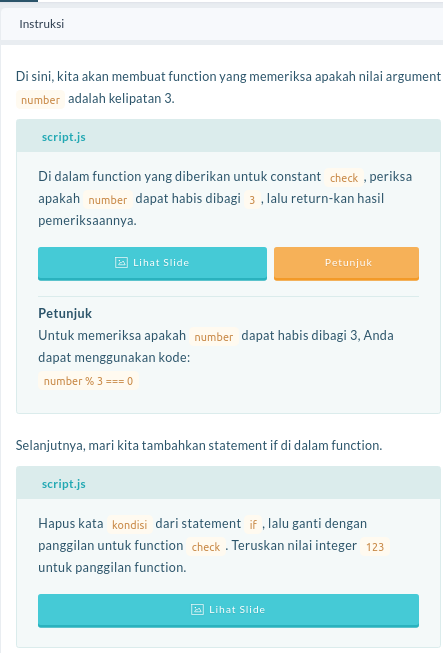 Instruksi
Di sini, kita akan membuat function yang memeriksa apakah nilai argument
number adalah kelipatan 3.
script.js
Di dalam function yang diberikan untuk constant check , periksa
apakah number dapat habis dibagi 3 , lalu return-kan hasil
pemeriksaannya.
Lihat Slide
Petunjuk
Petunjuk
Untuk memeriksa apakah number dapat habis dibagi 3, Anda
dapat menggunakan kode:
number % 3 === 0
Selanjutnya, mari kita tambahkan statement if di dalam function.
script.js
Hapus kata kondisi dari statement if , lalu ganti dengan
panggilan untuk function check . Teruskan nilai integer 123
untuk panggilan function.
Lihat Slide